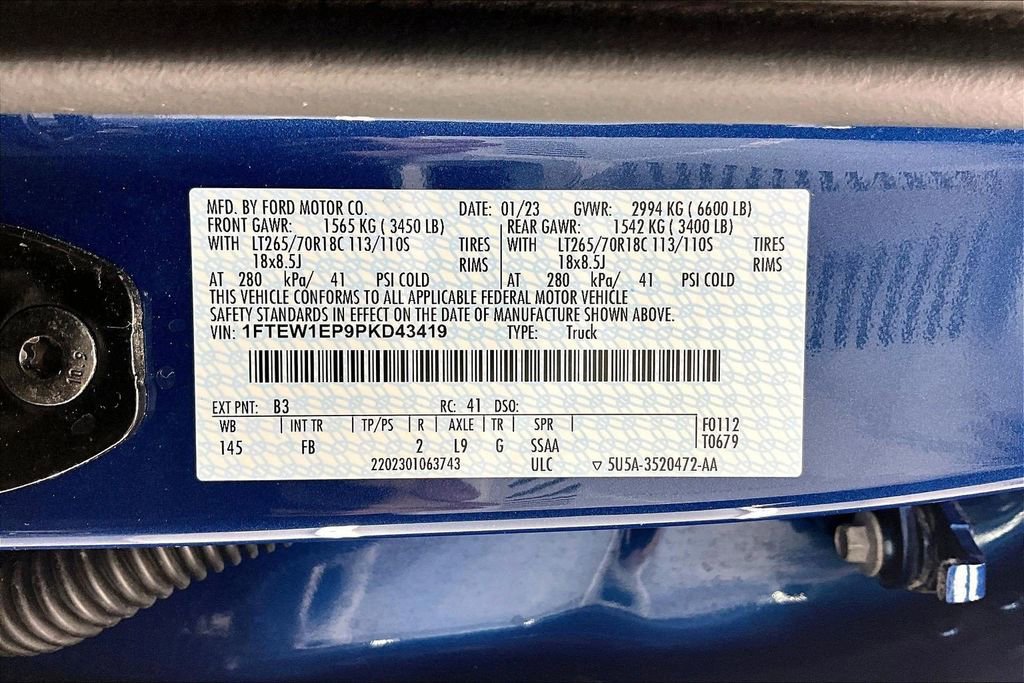 MFD. BY FORD MOTOR CO. DATE: 01/23 GVWR: 2994 KG ( 6600 LB)
FRONT GAWR: 1565 KG ( 3450 LB) REAR GAWR: 1542 KG ( 3400 LB)
WITH LT265/70R18C 113/110S TIRES WITH LT265/70R18C 113/110S TIRES
18x8.5J RIMS 18x8.5J RIMS
AT 280 kPa/ 41 PSI COLD AT 280 kPa/ 41 PSI COLD
THIS VEHICLE CONFORMS TO ALL APPLICABLE FEDERAL MOTOR VEHICLE
SAFETY STANDARDS IN EFFECT ON THE DATE OF MANUFACTURE SHOWN ABOVE.
VIN: 1FTEW1EP9PKD43419 TYPE: Truck
EXT PNT: B3 RC: 41 DSO:
WB INT TR TP/PS R AXLE TR SPR F0112
145 FB 2 L9 G SSAA T0679
2202301063743 ULC ▽ 5U5A-3520472-AA
10.9